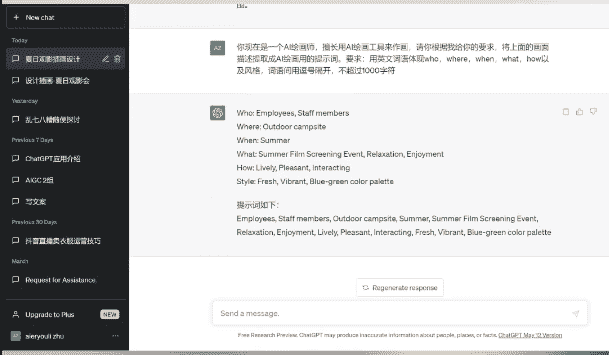 New chat
Today
夏日观影插画设计
设计插画·夏日观影会
Yesterday
乱七八糟随便探讨
Previous 7 Days
ChatGPT应用介绍
AIGC 2组
写文案
Previous 30 Days
抖音直播卖衣服运营技巧
March
Request for Assistance.
Upgrade to Plus
NEW
aieryouli zhu
AZ
你现在是一个AI绘画师，擅长用AI绘画工具来作画，请你根据我给你的要求，将上面的画面
描述提取成AI绘画用的提示词。要求：用英文词语体现who，where，when，what，how以
及风格，词语间用逗号隔开，不超过1000字符
Who: Employees, Staff members
Where: Outdoor campsite
When: Summer
What: Summer Film Screening Event, Relaxation, Enjoyment
How: Lively, Pleasant, Interacting
Style: Fresh, Vibrant, Blue-green color palette
提示词如下：
Employees, Staff members, Outdoor campsite, Summer, Summer Film Screening Event,
Relaxation, Enjoyment, Lively, Pleasant, Interacting, Fresh, Vibrant, Blue-green color palette
Regenerate response
Send a message.
Free Research Preview. ChatGPT may produce inaccurate information about people, places, or facts. ChatGPT May 12 Version